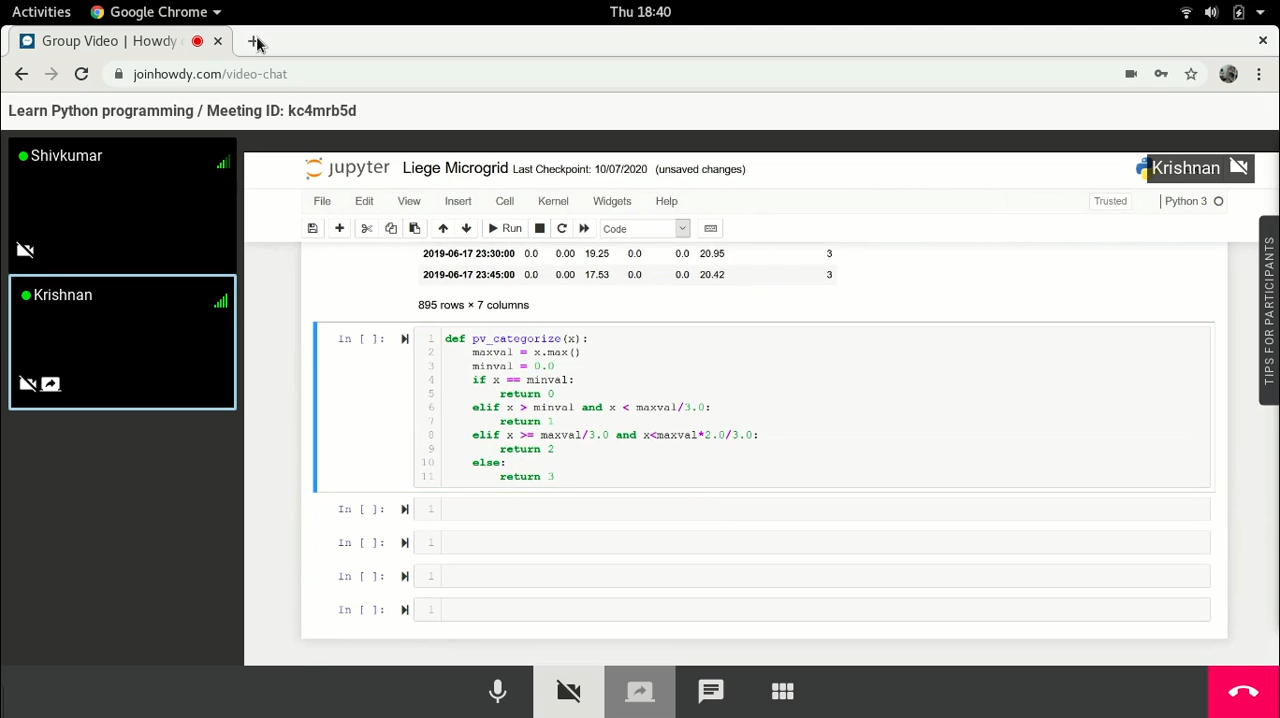 Activities Google Chrome Thu 18:40
Group Video | Howdy
joinhowdy.com/video-chat
Learn Python programming / Meeting ID: kc4mrb5d
Shivkumar
Krishnan
jupyter Liege Microgrid Last Checkpoint: 10/07/2020 (unsaved changes)
Krishnan
File Edit View Insert Cell Kernel Widgets Help Trusted | Python 3
Run Code
2019-06-17 23:30:00 0.0 0.00 19.25 0.0 0.0 20.95 3
2019-06-17 23:45:00 0.0 0.00 17.53 0.0 0.0 20.42 3
895 rows × 7 columns
In [ ]: 1 def pv_categorize(x):
2 maxval = x.max()
3 minval = 0.0
4 if x == minval:
5 return 0
6 elif x > minval and x < maxval/3.0:
7 return 1
8 elif x >= maxval/3.0 and x<maxval*2.0/3.0:
9 return 2
10 else:
11 return 3
In [ ]: 1
In [ ]: 1
In [ ]: 1
In [ ]: 1
TIPS FOR PARTICIPANTS